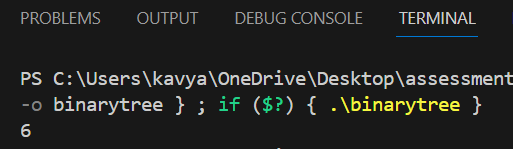 PROBLEMS OUTPUT DEBUG CONSOLE TERMINAL
PS C:\Users\kavya\OneDrive\Desktop\assessment
-o binarytree } ; if ($?) { .\binarytree }
6